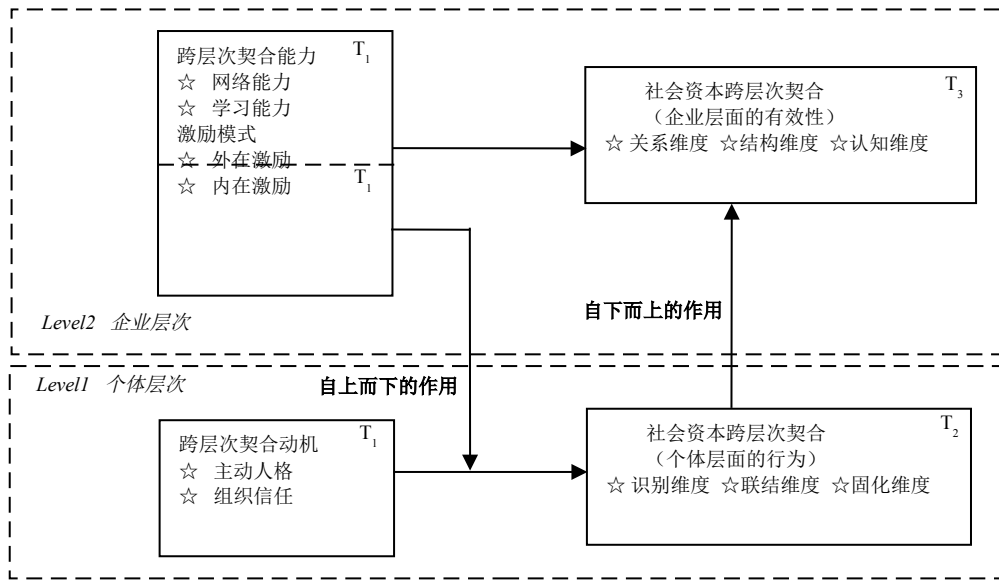 跨层次契合能力 T1
☆ 网络能力
☆ 学习能力
激励模式
☆ 外在激励
☆ 内在激励 T1
社会资本跨层次契合 T3
（企业层面的有效性）
☆ 关系维度 ☆结构维度 ☆认知维度
自下而上的作用
Level2 企业层次
Level1 个体层次
自上而下的作用
跨层次契合动机 T1
☆ 主动人格
☆ 组织信任
社会资本跨层次契合 T2
（个体层面的行为）
☆ 识别维度 ☆联结维度 ☆固化维度